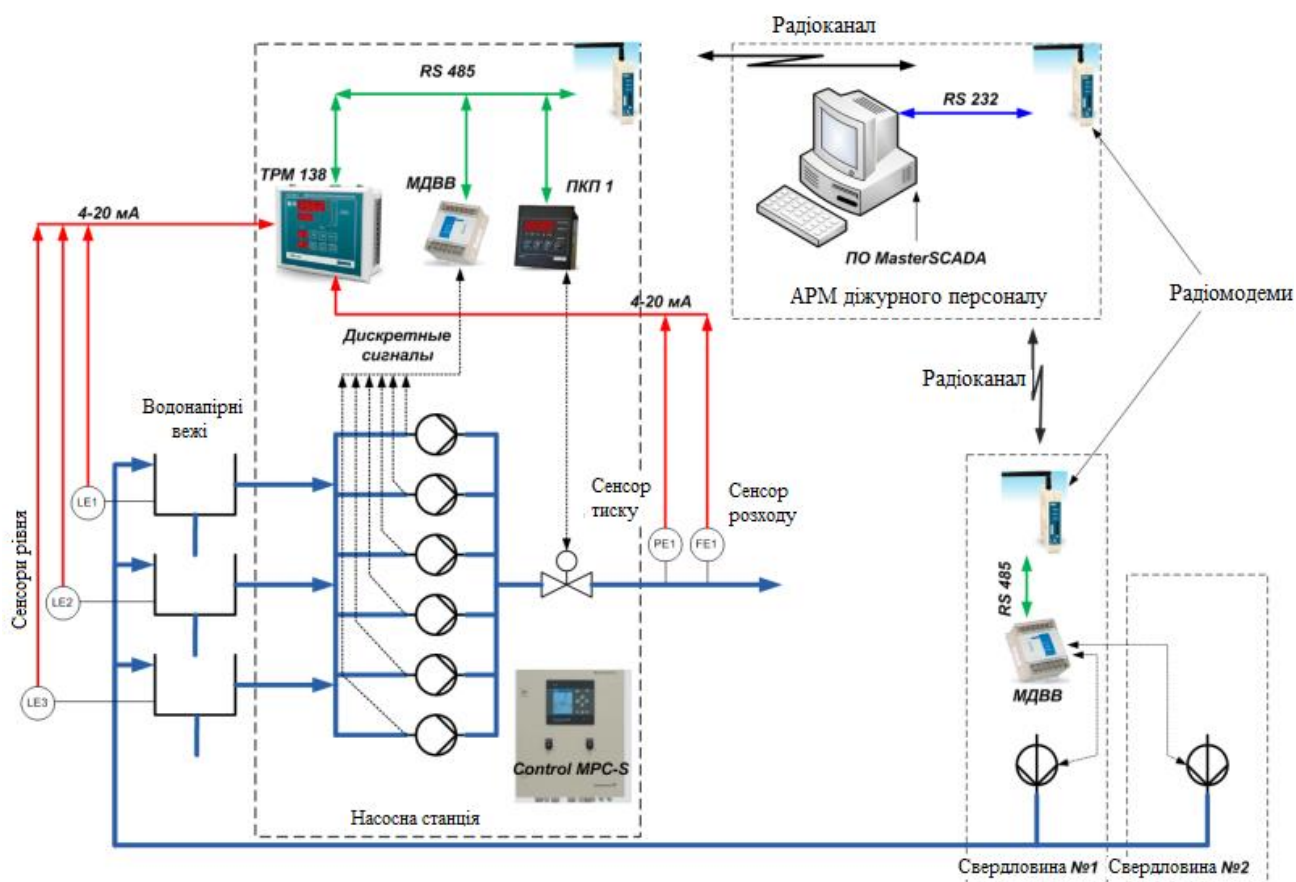 Радіоканал
RS 485
RS 232
ТРМ 138
МДВВ
ПКП 1
4-20 мА
ПО MasterSCADA
АРМ діжурного персоналу
Радіомодеми
4-20 мА
Дискретные
сигналы
Радіоканал
Водонапірні
вежі
Сенсор
тиску
Сенсор
розходу
LE1
PE1
FE1
Сенсори рівня
LE2
RS 485
LE3
МДВВ
Control MPC-S
Насосна станція
Свердловина №1
Свердловина №2